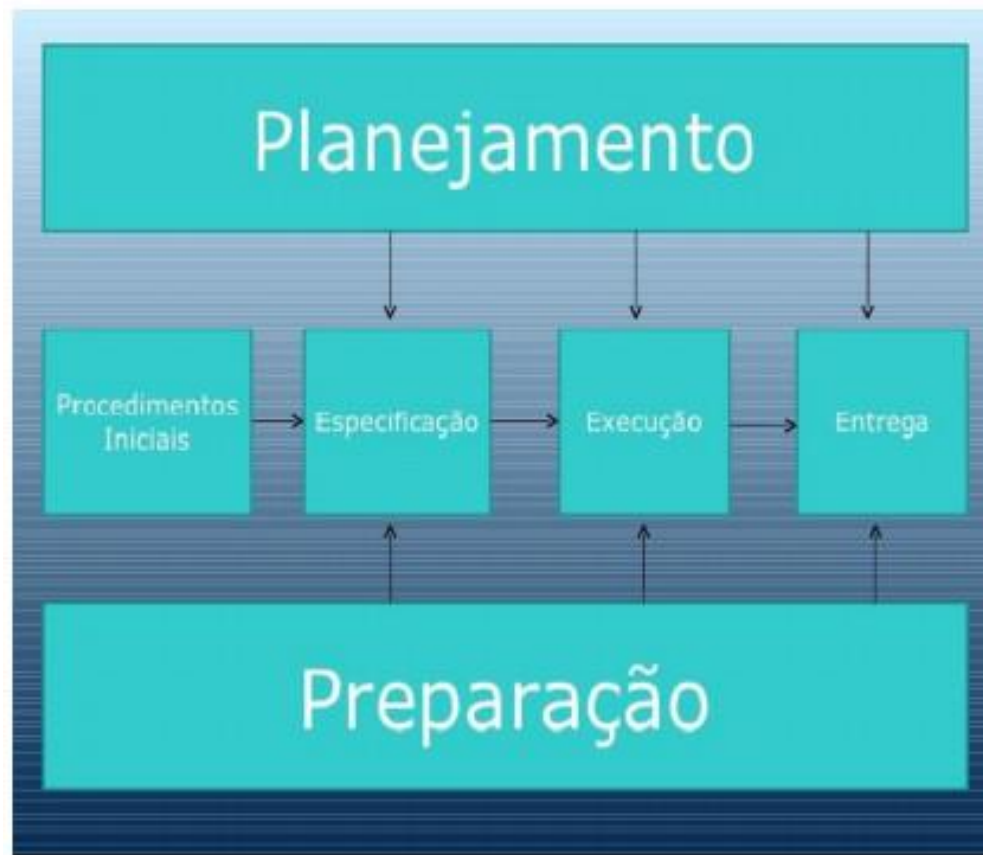 Planejamento
Procedimentos
Iniciais
Especificação
Execução
Entrega
Preparação